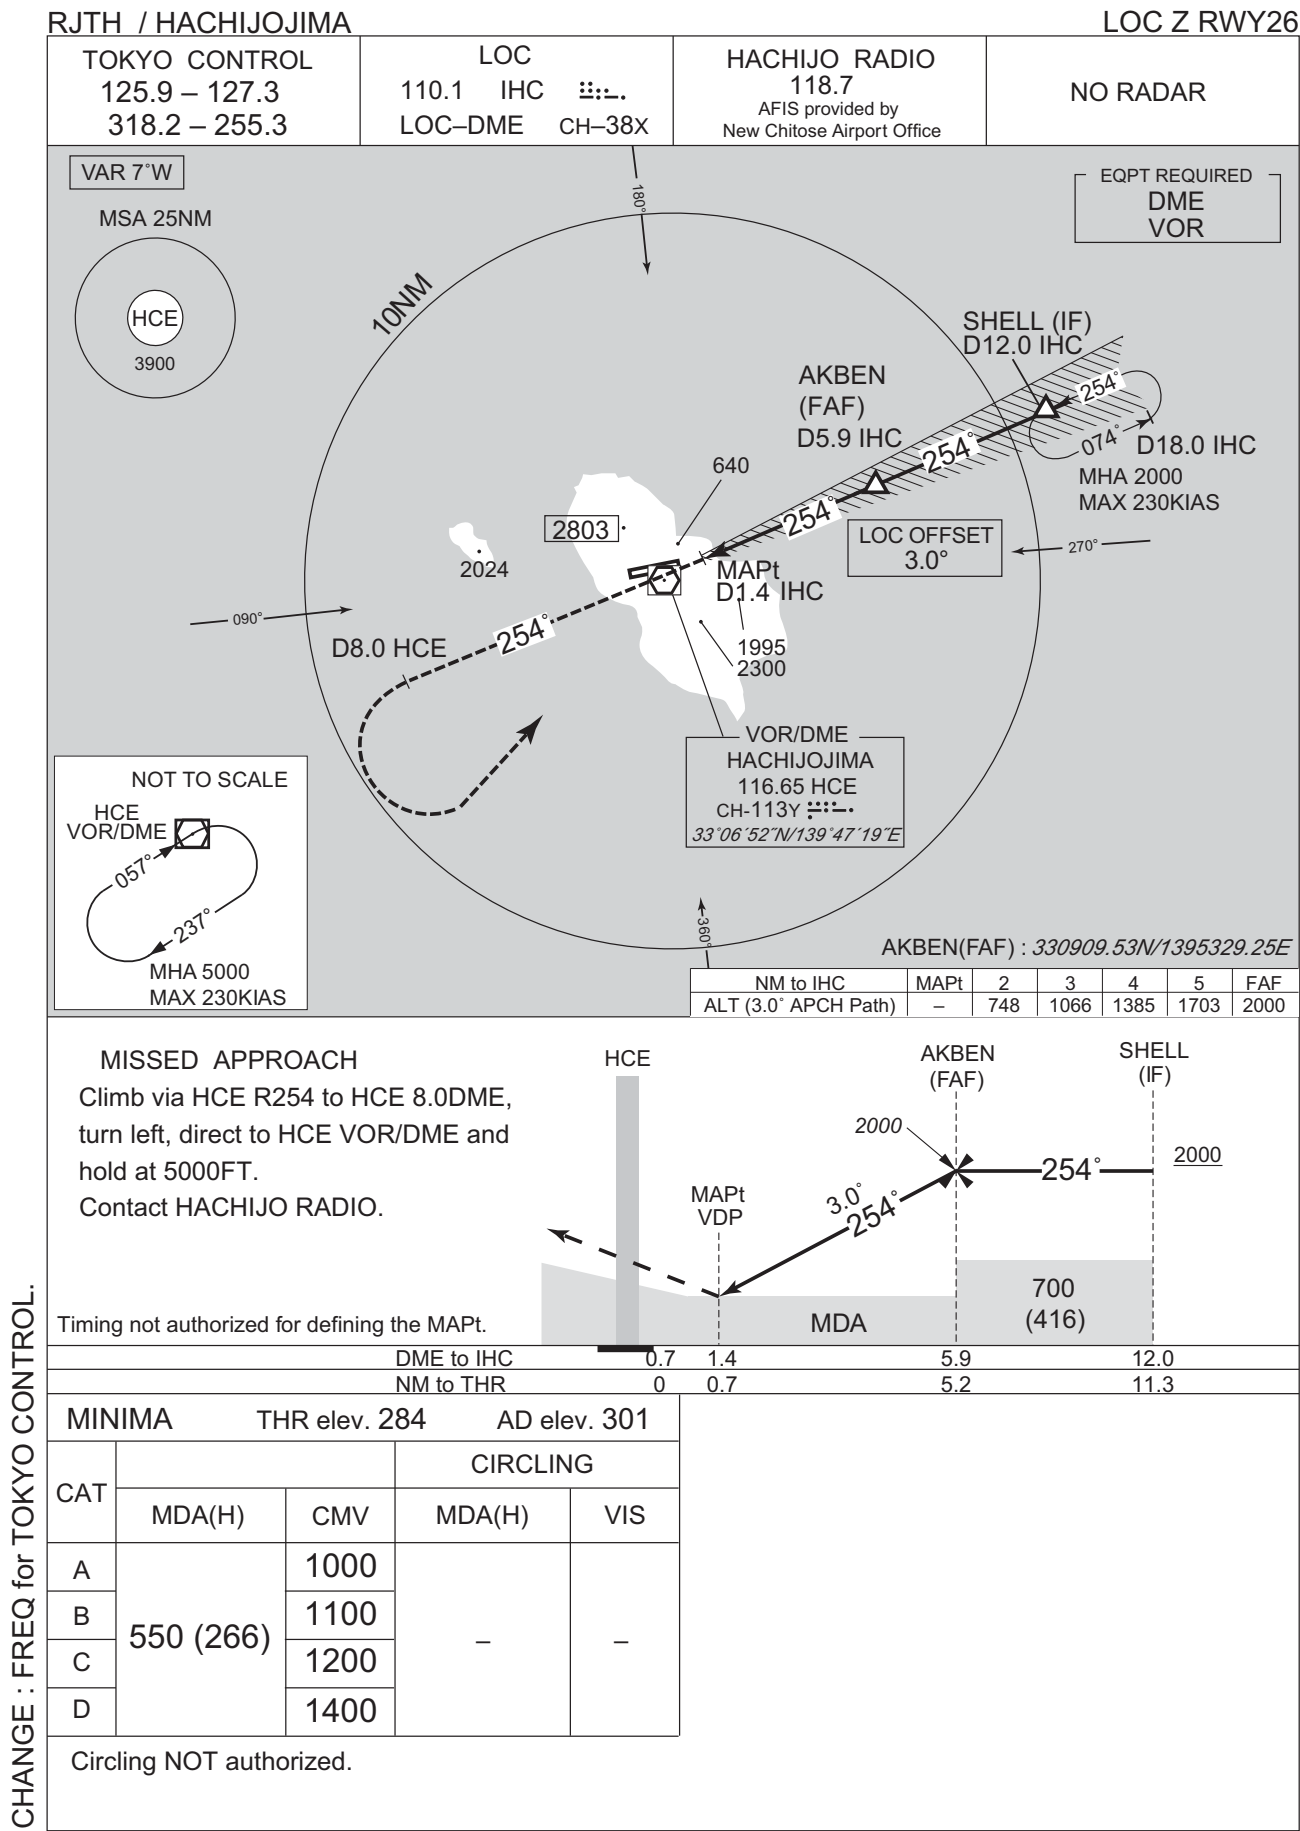 RJTH / HACHIJOJIMA
LOC Z RWY26
TOKYO CONTROL
125.9 – 127.3
318.2 – 255.3
LOC
110.1 IHC
LOC–DME CH–38X
HACHIJO RADIO
118.7
AFIS provided by
New Chitose Airport Office
NO RADAR
VAR 7°W
MSA 25NM
HCE
3900
180°
EQPT REQUIRED
DME
VOR
10NM
SHELL (IF)
D12.0 IHC
AKBEN
(FAF)
D5.9 IHC
254°
254°
254°
074°
D18.0 IHC
MHA 2000
MAX 230KIAS
LOC OFFSET
3.0°
270°
640
2803
2024
MAPt
D1.4 IHC
1995
2300
090°
D8.0 HCE
254°
VOR/DME
HACHIJOJIMA
116.65 HCE
CH-113Y
33°06′52″N/139°47′19″E
NOT TO SCALE
HCE
VOR/DME
057°
237°
MHA 5000
MAX 230KIAS
360°
AKBEN(FAF) : 330909.53N/1395329.25E
NM to IHC MAPt 2 3 4 5 FAF
ALT (3.0° APCH Path) – 748 1066 1385 1703 2000
MISSED APPROACH
Climb via HCE R254 to HCE 8.0DME,
turn left, direct to HCE VOR/DME and
hold at 5000FT.
Contact HACHIJO RADIO.
Timing not authorized for defining the MAPt.
HCE
MAPt
VDP
AKBEN
(FAF)
SHELL
(IF)
2000
2000
254°
3.0°
254°
MDA
700
(416)
DME to IHC 0.7 1.4 5.9 12.0
NM to THR 0 0.7 5.2 11.3
MINIMA THR elev. 284 AD elev. 301
CAT
CIRCLING
MDA(H) CMV MDA(H) VIS
A 1000
B 1100
550 (266) – –
C 1200
D 1400
Circling NOT authorized.
CHANGE : FREQ for TOKYO CONTROL.